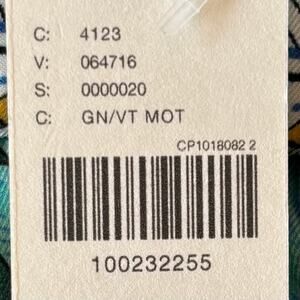 C: 4123
V: 064716
S: 0000020
C: GN/VT MOT
CP1018082 2
100232255